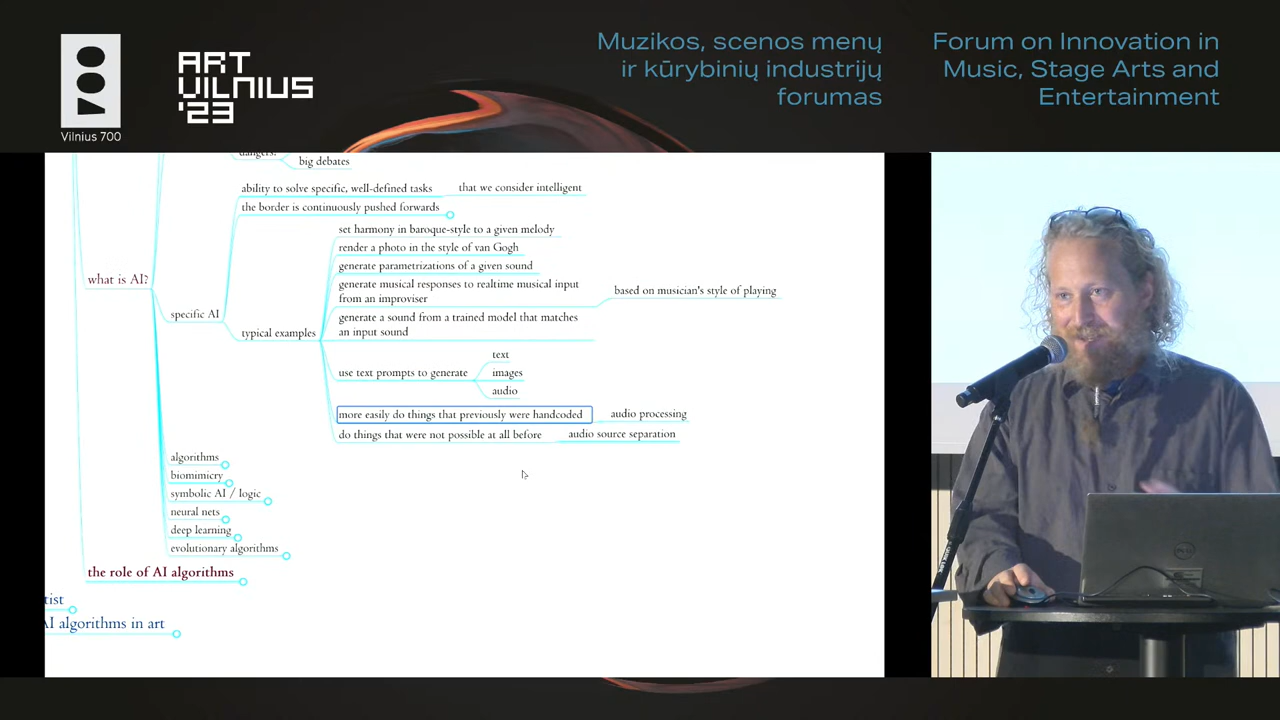 Vilnius 700
ART
VILNIUS
'23
Muzikos, scenos menų
ir kūrybinių industrijų
forumas
Forum on Innovation in
Music, Stage Arts and
Entertainment
dangers?
big debates
ability to solve specific, well-defined tasks
that we consider intelligent
the border is continuously pushed forwards
set harmony in baroque-style to a given melody
render a photo in the style of van Gogh
generate parametrizations of a given sound
generate musical responses to realtime musical input
from an improviser
based on musician's style of playing
generate a sound from a trained model that matches
an input sound
what is AI?
specific AI
typical examples
text
use text prompts to generate
images
audio
more easily do things that previously were handcoded
audio processing
do things that were not possible at all before
audio source separation
algorithms
biomimicry
symbolic AI / logic
neural nets
deep learning
evolutionary algorithms
the role of AI algorithms
tist
AI algorithms in art
DELL